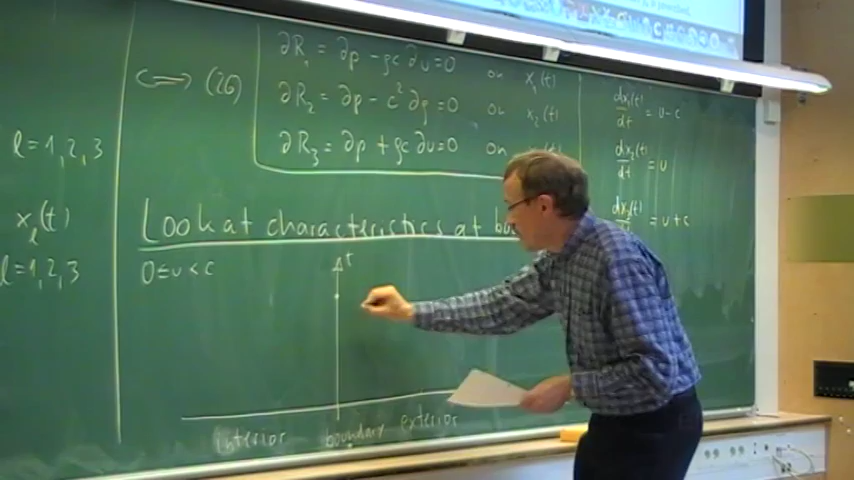 l=1,2,3
x_l(t)
l=1,2,3
⟺ (26)
∂R₁ = ∂p - ρc ∂u = 0 on x₁(t)
∂R₂ = ∂p - c² ∂ρ = 0 on x₂(t)
∂R₃ = ∂p + ρc ∂u = 0 on
dx₁(t)/dt = u - c
dx₂(t)/dt = u
dx₃(t)/dt = u + c
Look at characteristics at
0≤u<c
t
interior boundary exterior